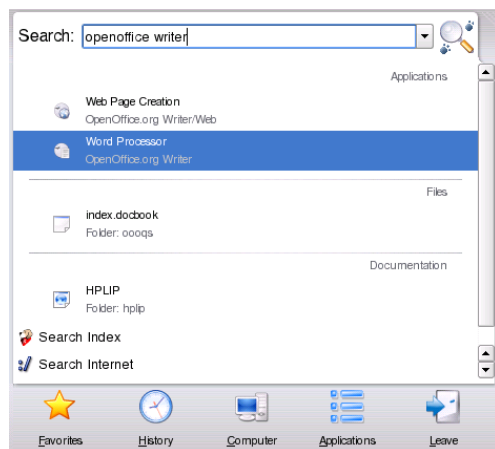 Search: openoffice writer
Applications
Web Page Creation
OpenOffice.org Writer/Web
Word Processor
OpenOffice.org Writer
Files
index.docbook
Folder: oooqs
Documentation
HPLIP
Folder: hplip
Search Index
Search Internet
Favorites History Computer Applications Leave